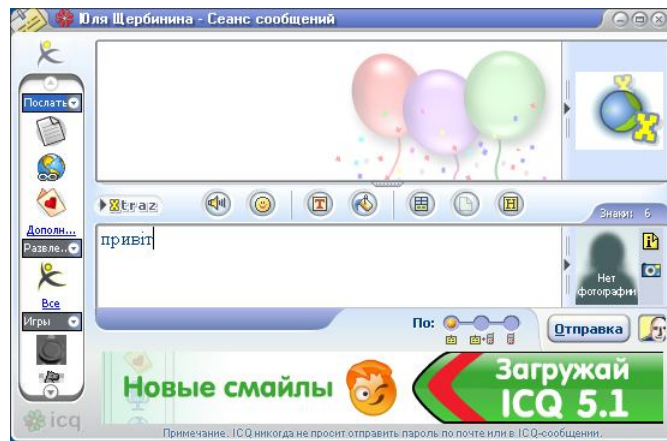 Юля Щербинина - Сеанс сообщений
Послать
Дополн...
Развле..
Все
Игры
Xtraz
Знаки: 6
привіт
Нет
фотографии
По:
Отправка
Новые смайлы
Загружай
ICQ 5.1
icq
Примечание. ICQ никогда не просит отправить пароль по почте или в ICQ-сообщении.